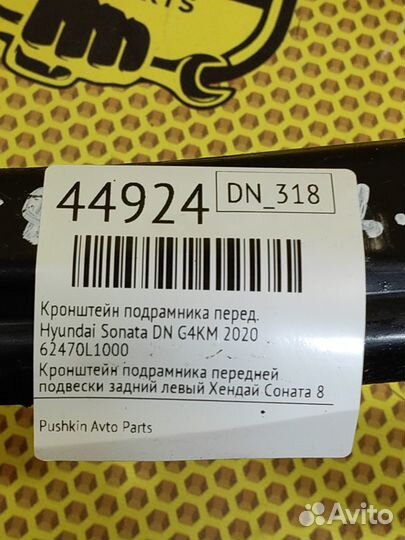 PARTS
44924
DN_318
Кронштейн подрамника перед.
Hyundai Sonata DN G4KM 2020
62470L1000
Кронштейн подрамника передней
подвески задний левый Хендай Соната 8
Pushkin Avto Parts
Avito